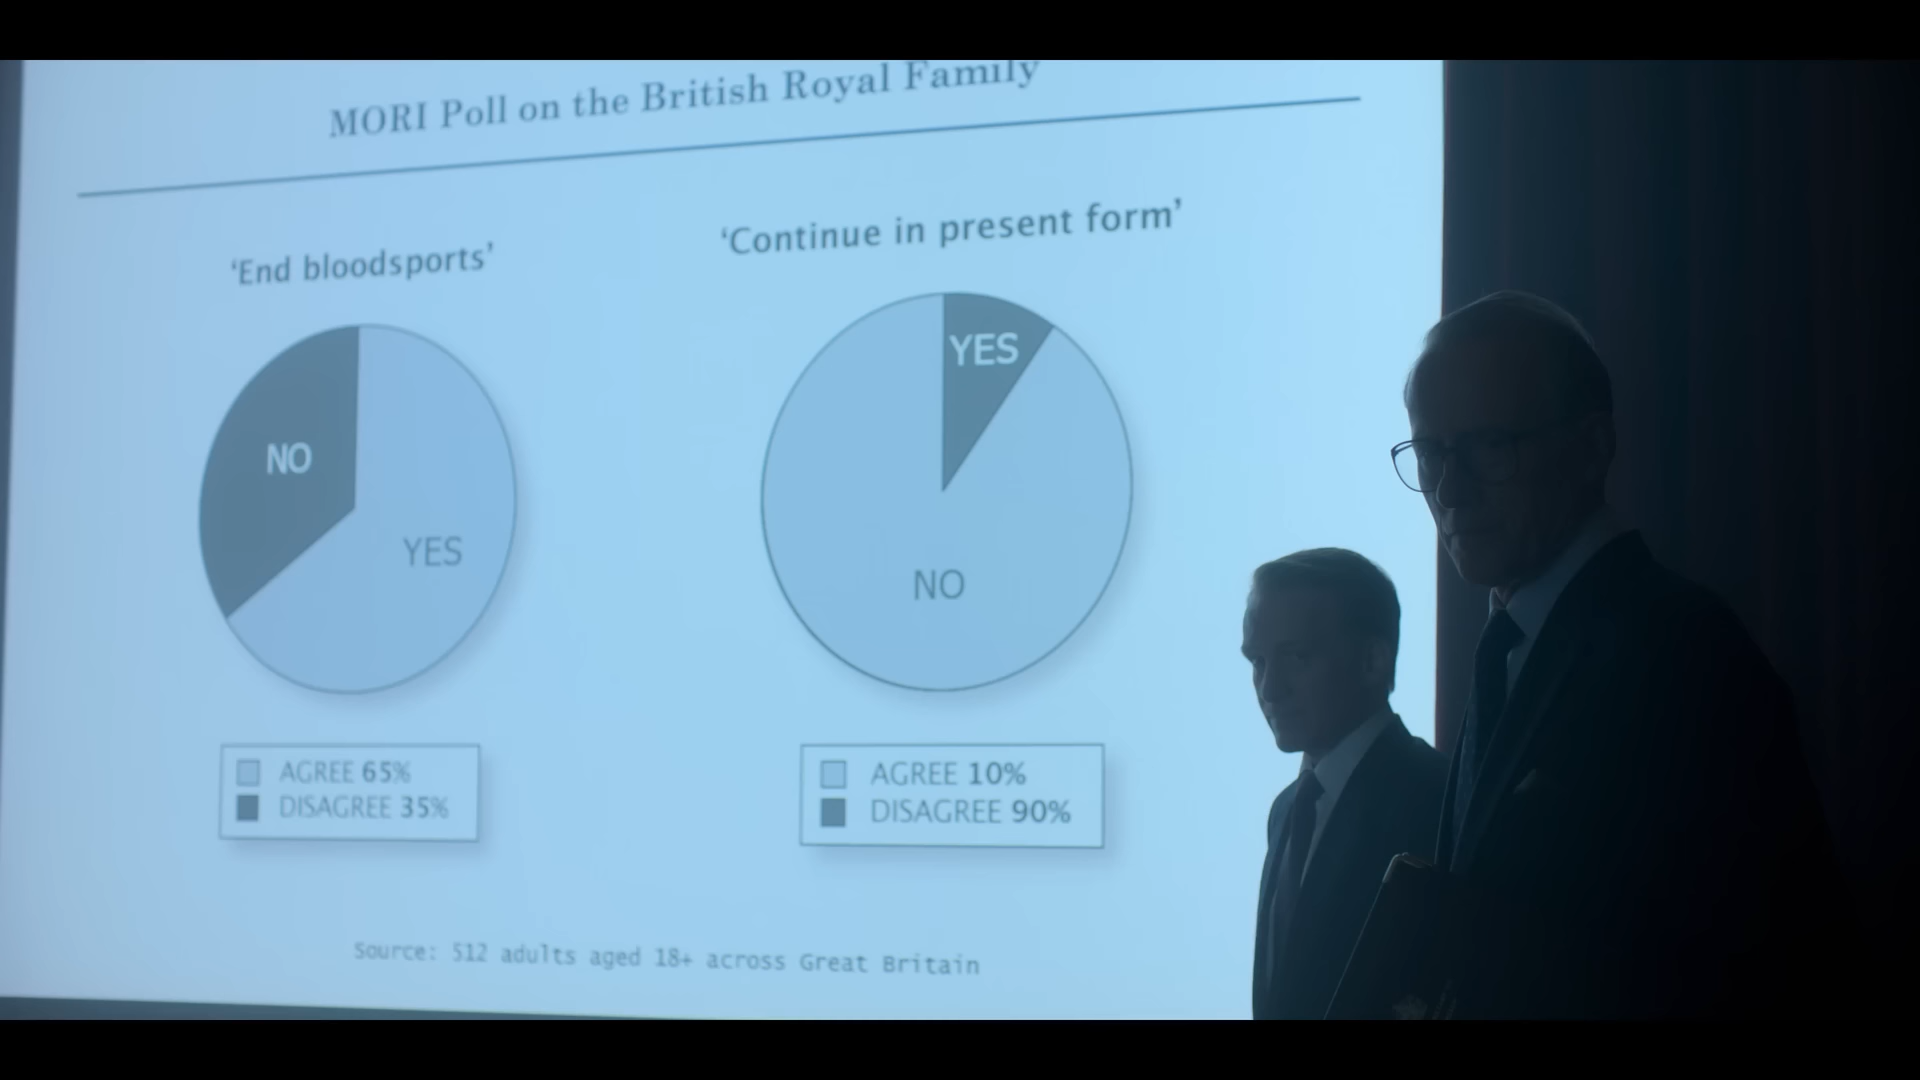 MORI Poll on the British Royal Family
‘End bloodsports’
NO
YES
AGREE 65%
DISAGREE 35%
‘Continue in present form’
YES
NO
AGREE 10%
DISAGREE 90%
Source: 512 adults aged 18+ across Great Britain